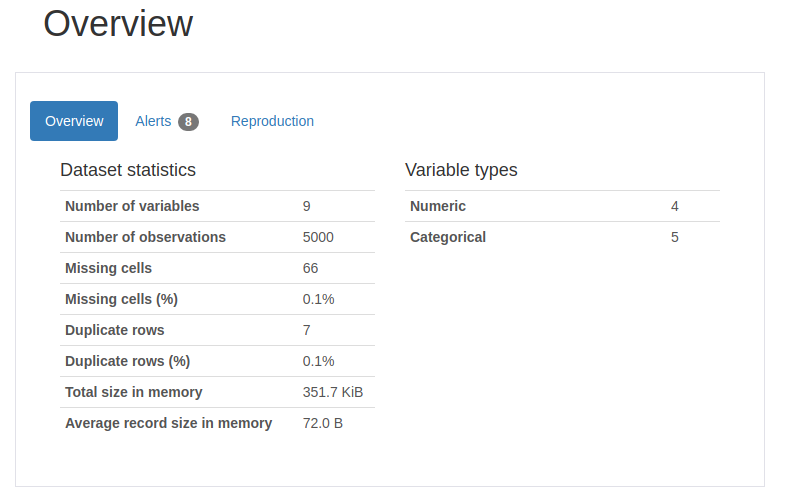 Overview
Overview Alerts 8 Reproduction
Dataset statistics
Number of variables 9
Number of observations 5000
Missing cells 66
Missing cells (%) 0.1%
Duplicate rows 7
Duplicate rows (%) 0.1%
Total size in memory 351.7 KiB
Average record size in memory 72.0 B
Variable types
Numeric 4
Categorical 5